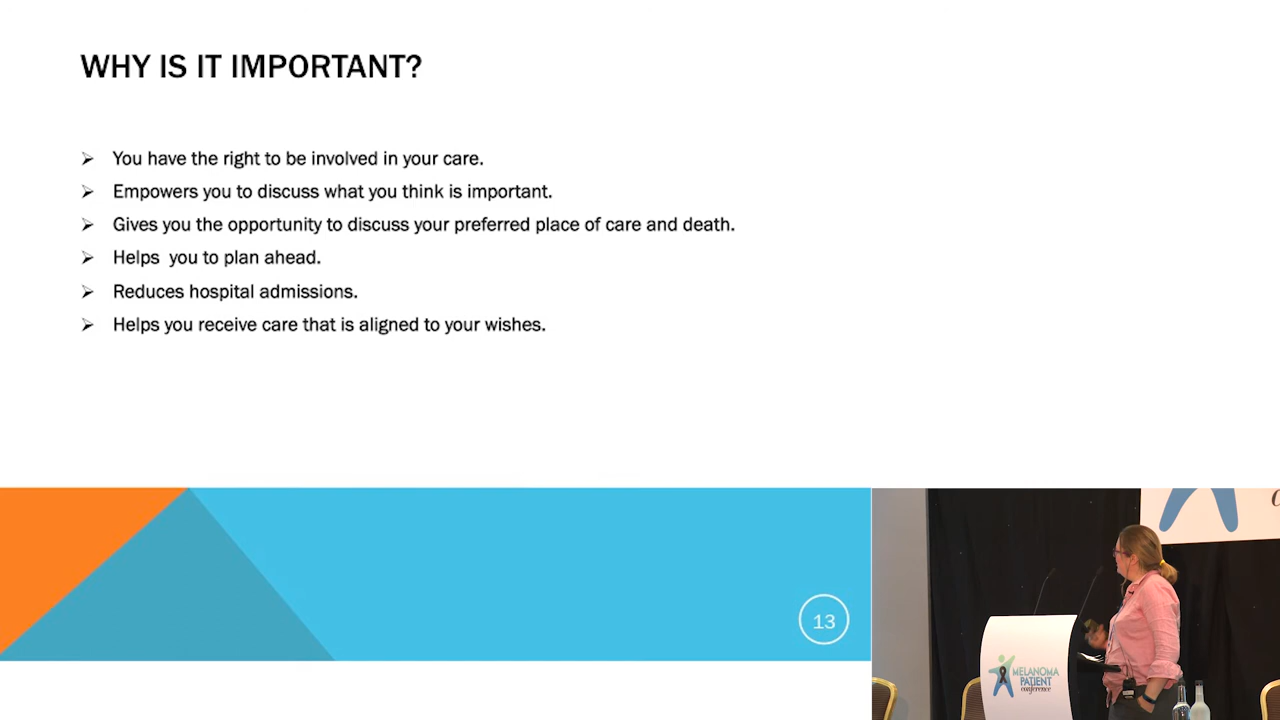 WHY IS IT IMPORTANT?
You have the right to be involved in your care.
Empowers you to discuss what you think is important.
Gives you the opportunity to discuss your preferred place of care and death.
Helps  you to plan ahead.
Reduces hospital admissions.
Helps you receive care that is aligned to your wishes.
13
MELANOMA
PATIENT
conference